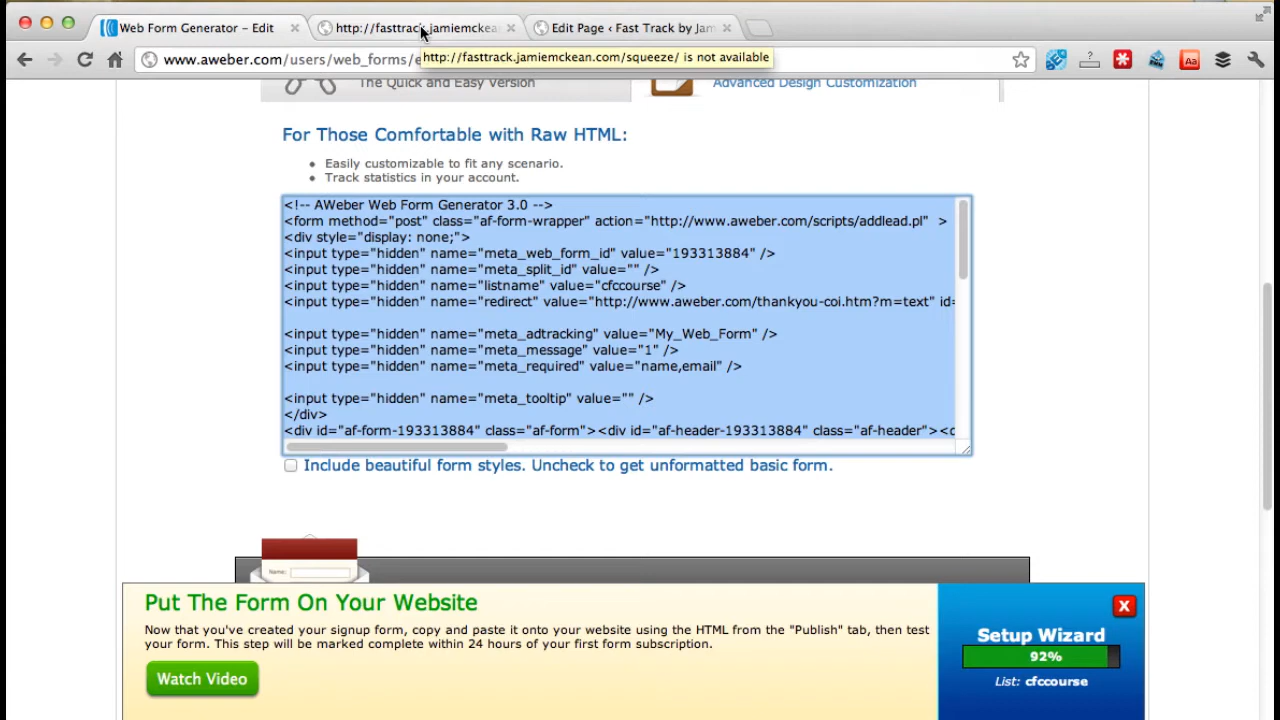 Web Form Generator – Edit
http://fasttrack.jamiemckean
Edit Page ‹ Fast Track by Jam
www.aweber.com/users/web_forms/e
http://fasttrack.jamiemckean.com/squeeze/ is not available
The Quick and Easy Version
Advanced Design Customization
For Those Comfortable with Raw HTML:
• Easily customizable to fit any scenario.
• Track statistics in your account.
<!-- AWeber Web Form Generator 3.0 -->
<form method="post" class="af-form-wrapper" action="http://www.aweber.com/scripts/addlead.pl"  >
<div style="display: none;">
<input type="hidden" name="meta_web_form_id" value="193313884" />
<input type="hidden" name="meta_split_id" value="" />
<input type="hidden" name="listname" value="cfccourse" />
<input type="hidden" name="redirect" value="http://www.aweber.com/thankyou-coi.htm?m=text" id=
<input type="hidden" name="meta_adtracking" value="My_Web_Form" />
<input type="hidden" name="meta_message" value="1" />
<input type="hidden" name="meta_required" value="name,email" />
<input type="hidden" name="meta_tooltip" value="" />
</div>
<div id="af-form-193313884" class="af-form"><div id="af-header-193313884" class="af-header"><d
Include beautiful form styles. Uncheck to get unformatted basic form.
Name:
Put The Form On Your Website
Now that you've created your signup form, copy and paste it onto your website using the HTML from the "Publish" tab, then test
your form. This step will be marked complete within 24 hours of your first form subscription.
Watch Video
X
Setup Wizard
92%
List: cfccourse